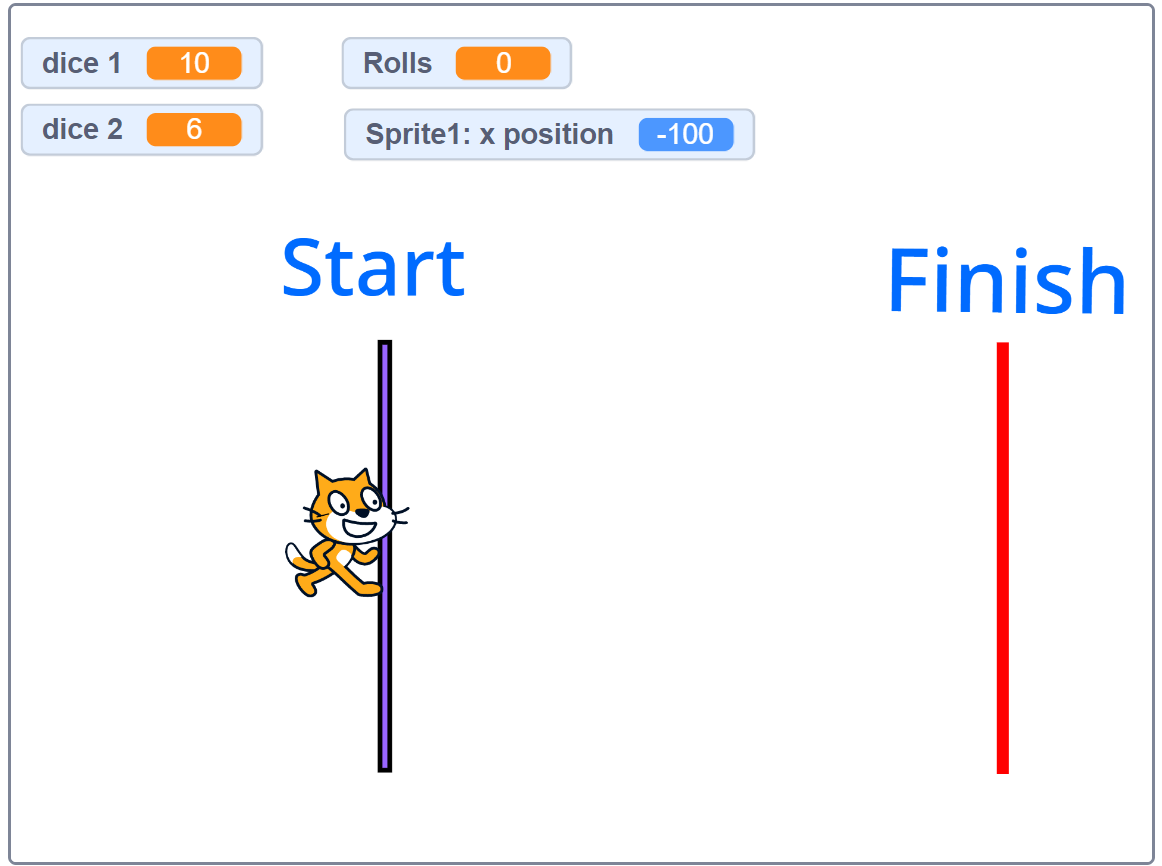 dice 1 10
Rolls 0
dice 2 6
Sprite1: x position -100
Start
Finish